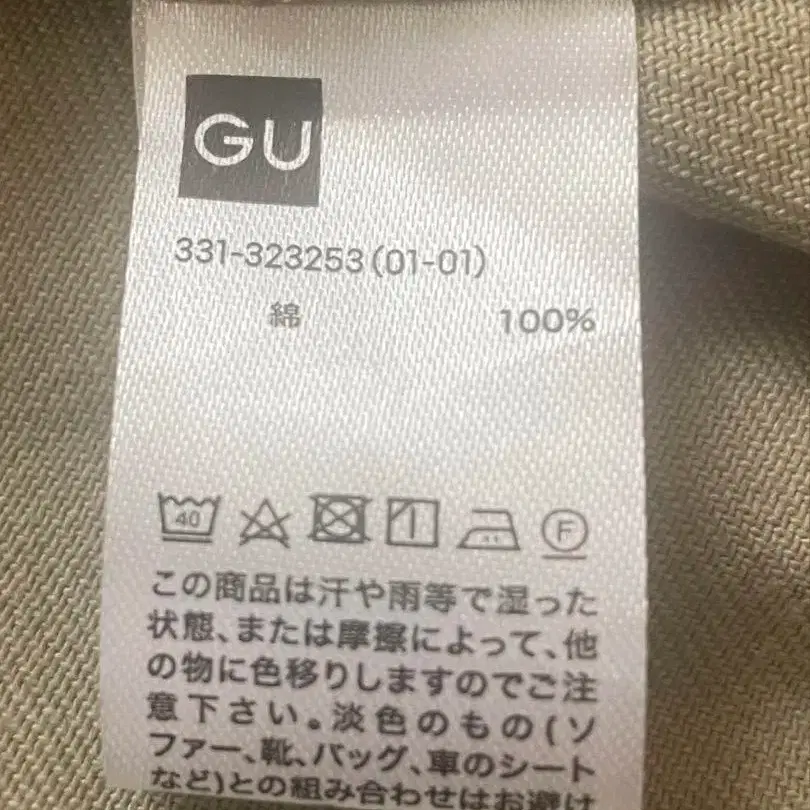 GU
331-323253(01-01)
綿 100%
40
F
この商品は汗や雨等で湿った
状態、または摩擦によって、他
の物に色移りしますのでご注
意下さい。淡色のもの(ソ
ファー、靴、バッグ、車のシート
など)との組み合わせはお避け